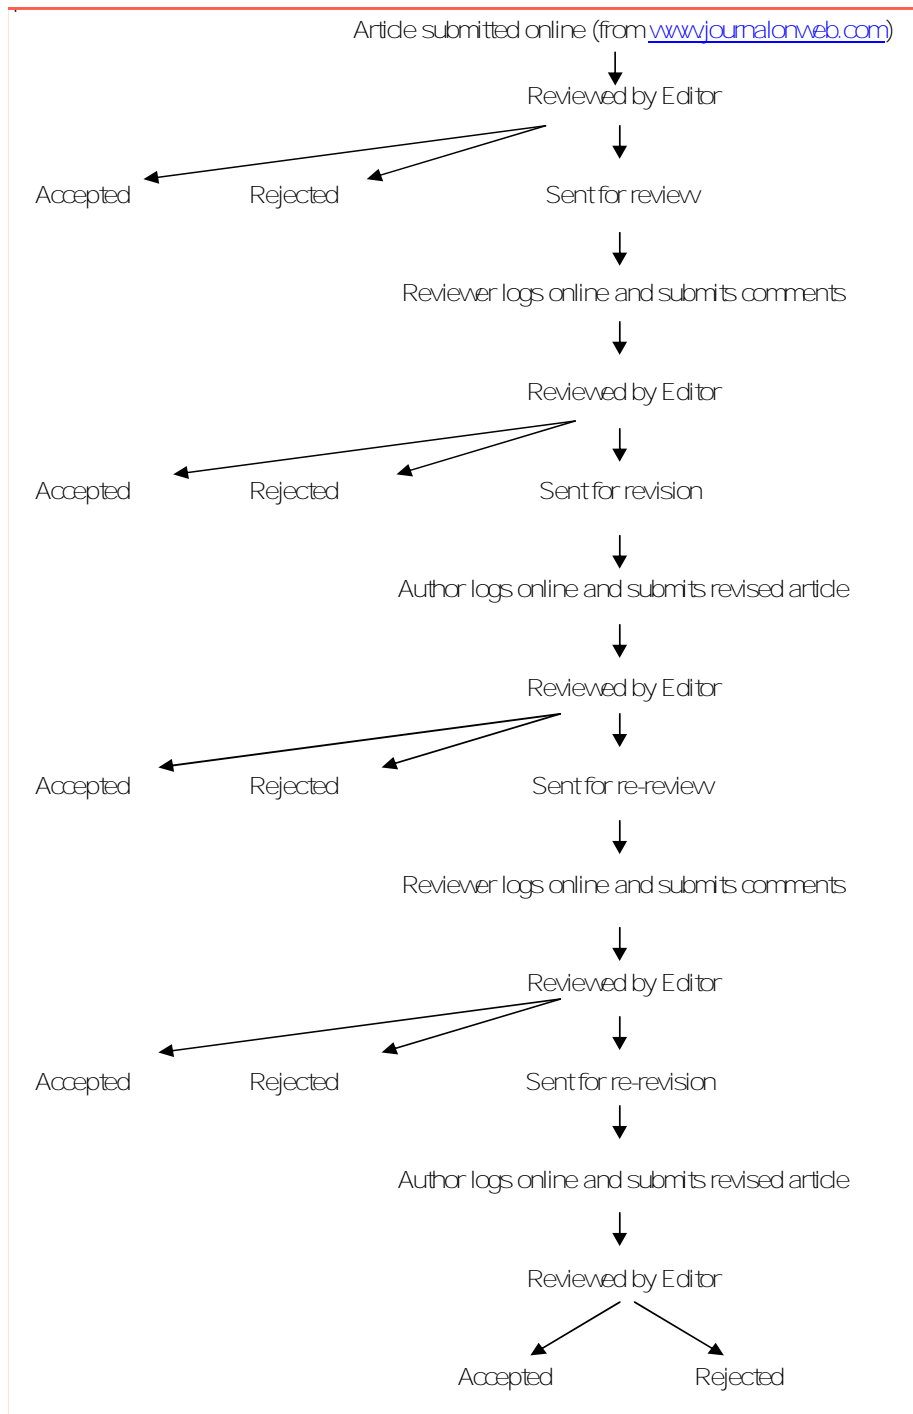 Article submitted online (from www.journalonweb.com)
Reviewed by Editor
Accepted Rejected Sent for review
Reviewer logs online and submits comments
Reviewed by Editor
Accepted Rejected Sent for revision
Author logs online and submits revised article
Reviewed by Editor
Accepted Rejected Sent for re-review
Reviewer logs online and submits comments
Reviewed by Editor
Accepted Rejected Sent for re-revision
Author logs online and submits revised article
Reviewed by Editor
Accepted Rejected